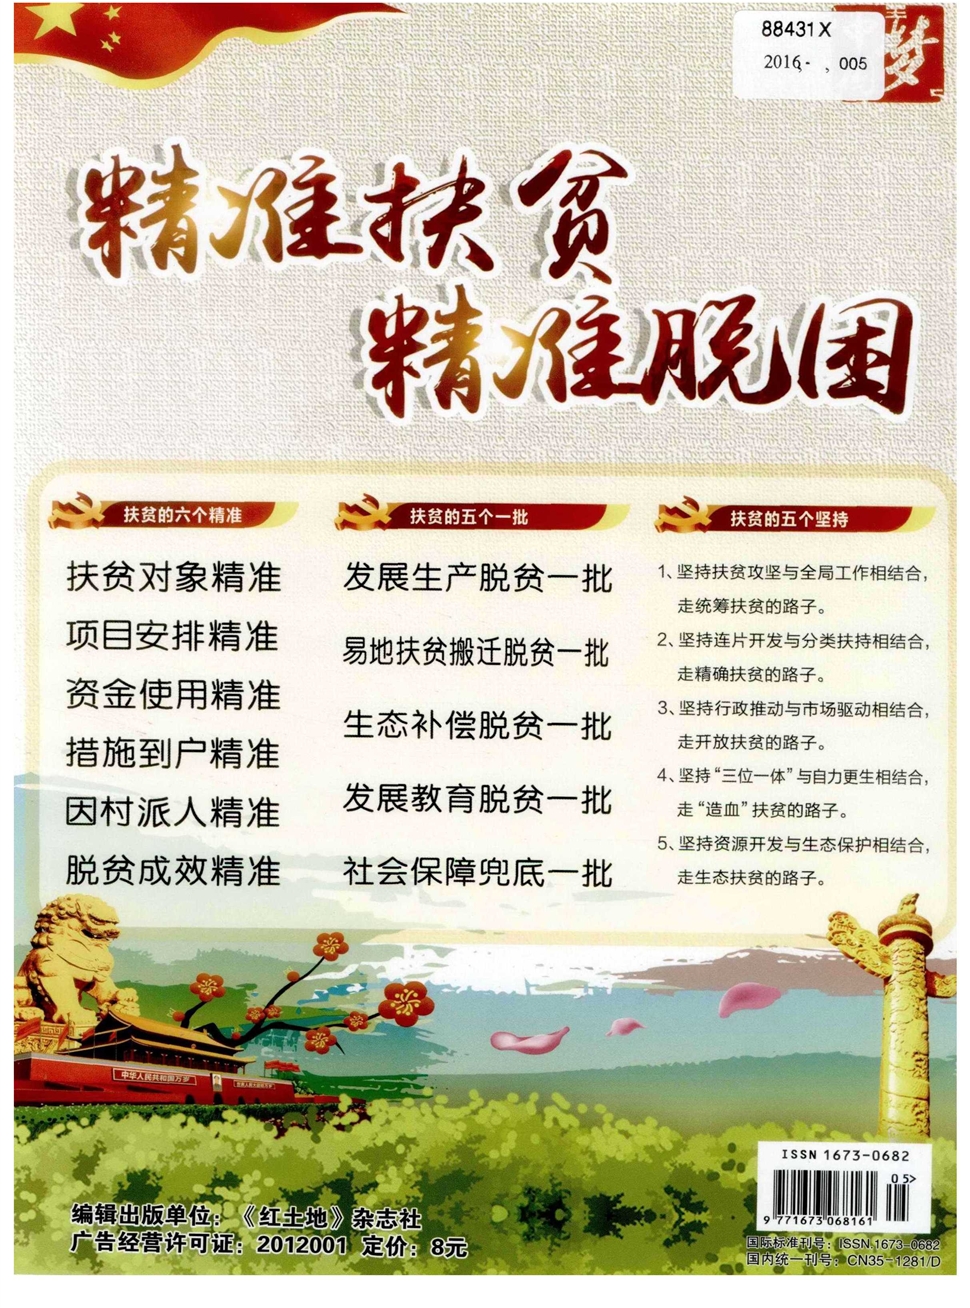 88431X
2016, - , 005
梦
精准扶贫
精准脱困
扶贫的六个精准
扶贫对象精准
项目安排精准
资金使用精准
措施到户精准
因村派人精准
脱贫成效精准
扶贫的五个一批
发展生产脱贫一批
易地扶贫搬迁脱贫一批
生态补偿脱贫一批
发展教育脱贫一批
社会保障兜底一批
扶贫的五个坚持
1、坚持扶贫攻坚与全局工作相结合，
走统筹扶贫的路子。
2、坚持连片开发与分类扶持相结合，
走精确扶贫的路子。
3、坚持行政推动与市场驱动相结合，
走开放扶贫的路子。
4、坚持“三位一体”与自力更生相结合，
走“造血”扶贫的路子。
5、坚持资源开发与生态保护相结合，
走生态扶贫的路子。
中华人民共和国万岁
世界人民大团结万岁
编辑出版单位：《红土地》杂志社
广告经营许可证：2012001 定价：8元
ISSN 1673-0682
05>
9 771673 068161
国际标准刊号：ISSN 1673-0682
国内统一刊号：CN35-1281/D